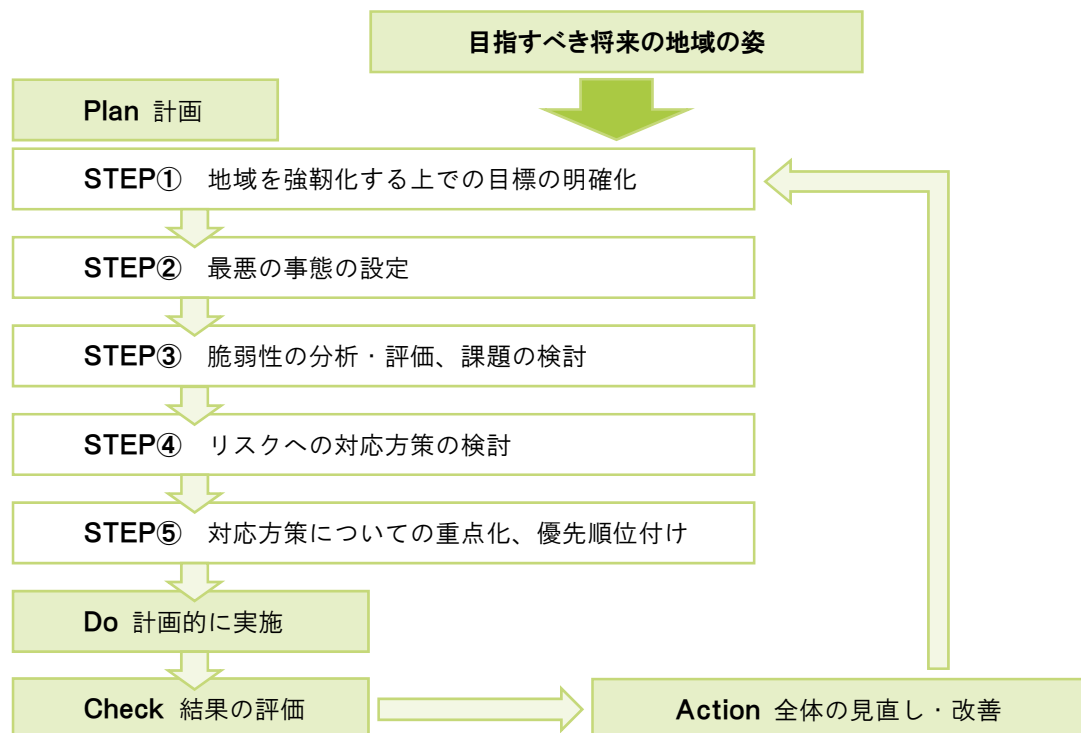 目指すべき将来の地域の姿
Plan 計画
STEP① 地域を強靭化する上での目標の明確化
STEP② 最悪の事態の設定
STEP③ 脆弱性の分析・評価、課題の検討
STEP④ リスクへの対応方策の検討
STEP⑤ 対応方策についての重点化、優先順位付け
Do 計画的に実施
Check 結果の評価
Action 全体の見直し・改善